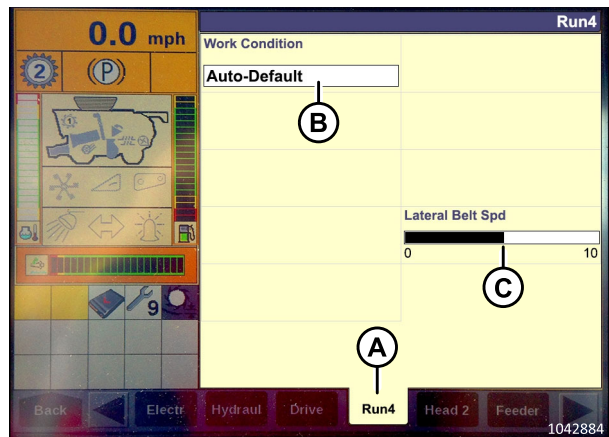 Run4
0.0 mph
Work Condition
Auto-Default
2
P
B
1
Lateral Belt Spd
0 10
C
9
A
Back Electr Hydraul Drive Run4 Head 2 Feeder
1042884